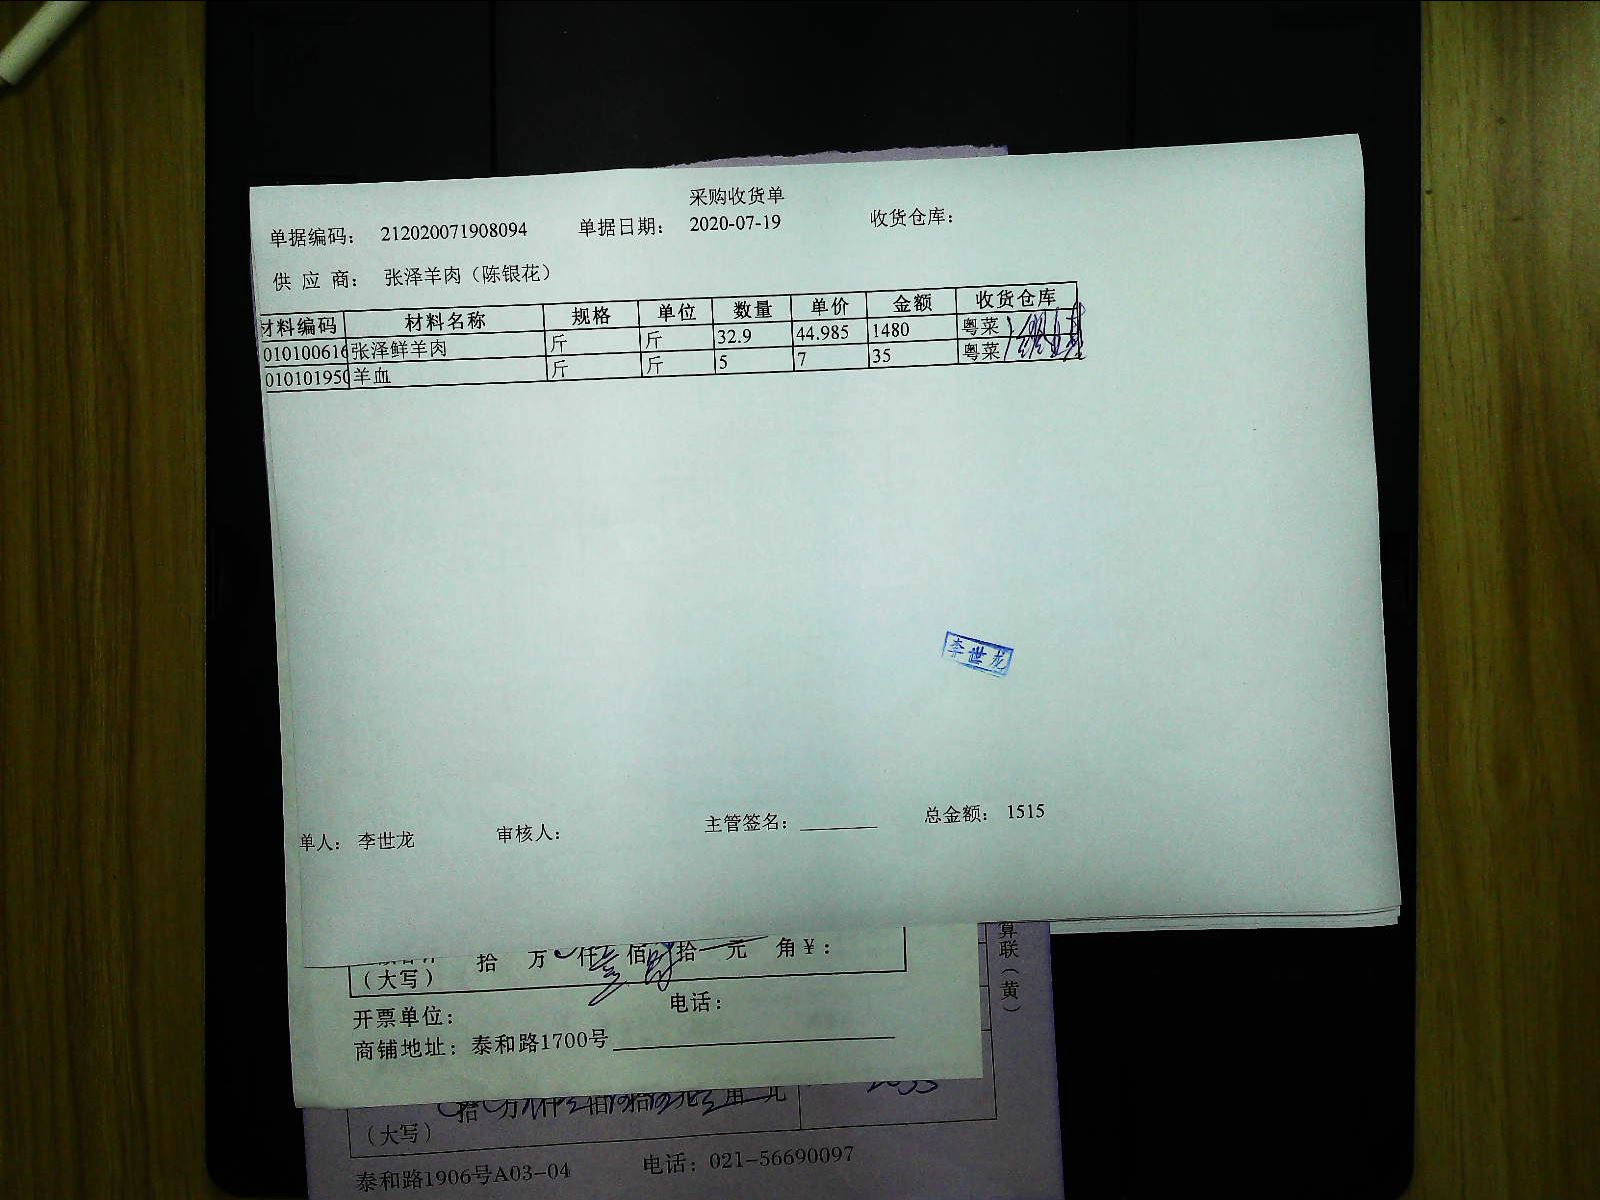 采购收货单
单据编码： 212020071908094 单据日期： 2020-07-19 收货仓库：
供 应 商： 张泽羊肉（陈银花）
材料编码 材料名称 规格 单位 数量 单价 金额 收货仓库
010100616 张泽鲜羊肉 斤 斤 32.9 44.985 1480 粤菜
010101950 羊血 斤 斤 5 7 35 粤菜
李世龙
单人： 李世龙 审核人： 主管签名： 总金额： 1515
拾 万 仟 佰 拾 元 角 ¥：
（大写）
开票单位： 电话：
商铺地址： 泰和路1700号
算联（黄）
（大写）
泰和路1906号A03-04 电话：021-56690097